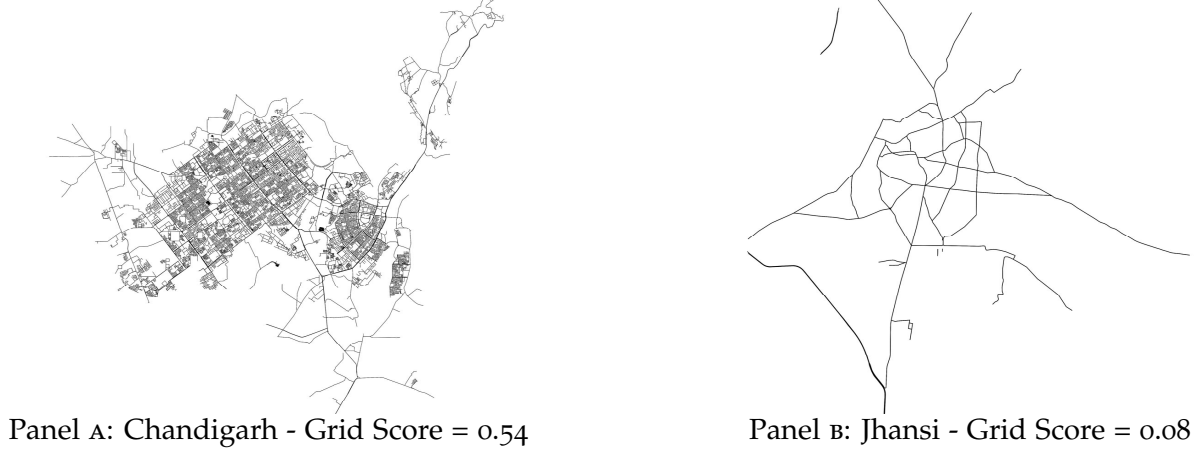 Panel A: Chandigarh - Grid Score = 0.54
Panel B: Jhansi - Grid Score = 0.08